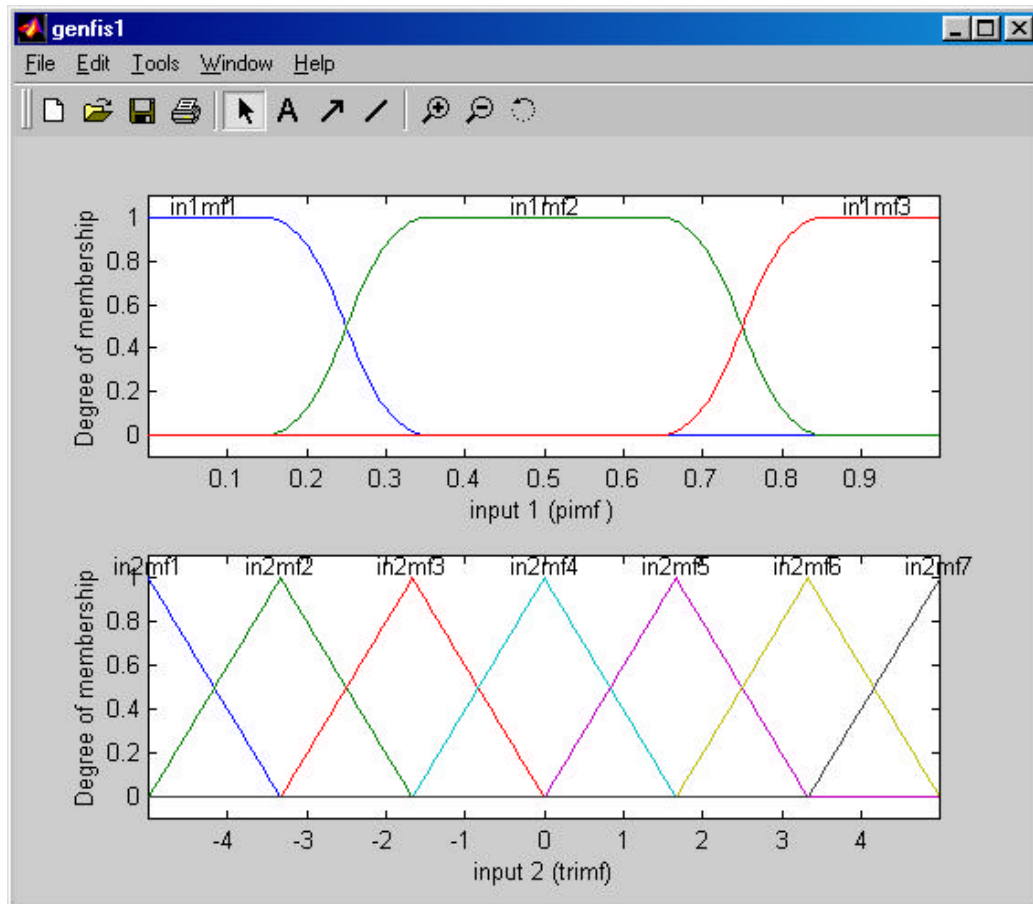 genfis1
File Edit Tools Window Help
A
in1mf1 in1mf2 in1mf3
Degree of membership
1
0.8
0.6
0.4
0.2
0
0.1 0.2 0.3 0.4 0.5 0.6 0.7 0.8 0.9
input 1 (pimf )
in2mf1 in2mf2 in2mf3 in2mf4 in2mf5 in2mf6 in2mf7
Degree of membership
1
0.8
0.6
0.4
0.2
0
-4 -3 -2 -1 0 1 2 3 4
input 2 (trimf)